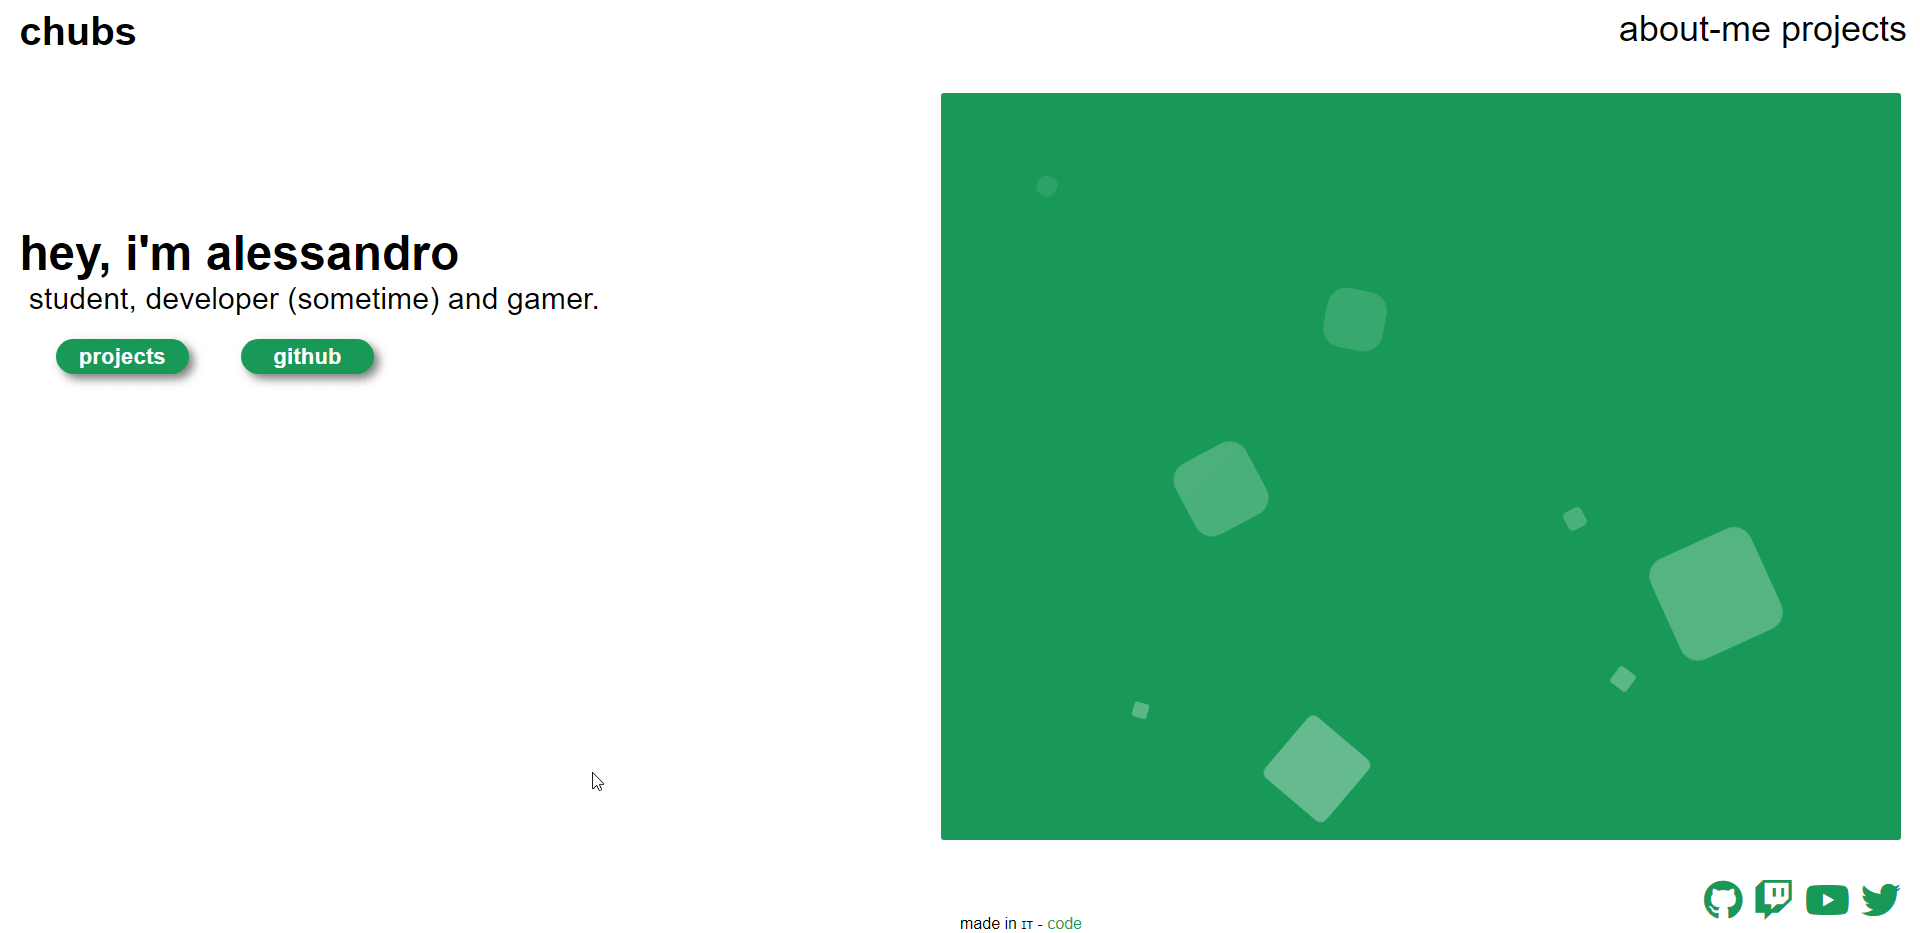 chubs
about-me projects
hey, i'm alessandro
student, developer (sometime) and gamer.
projects
github
made in IT - code